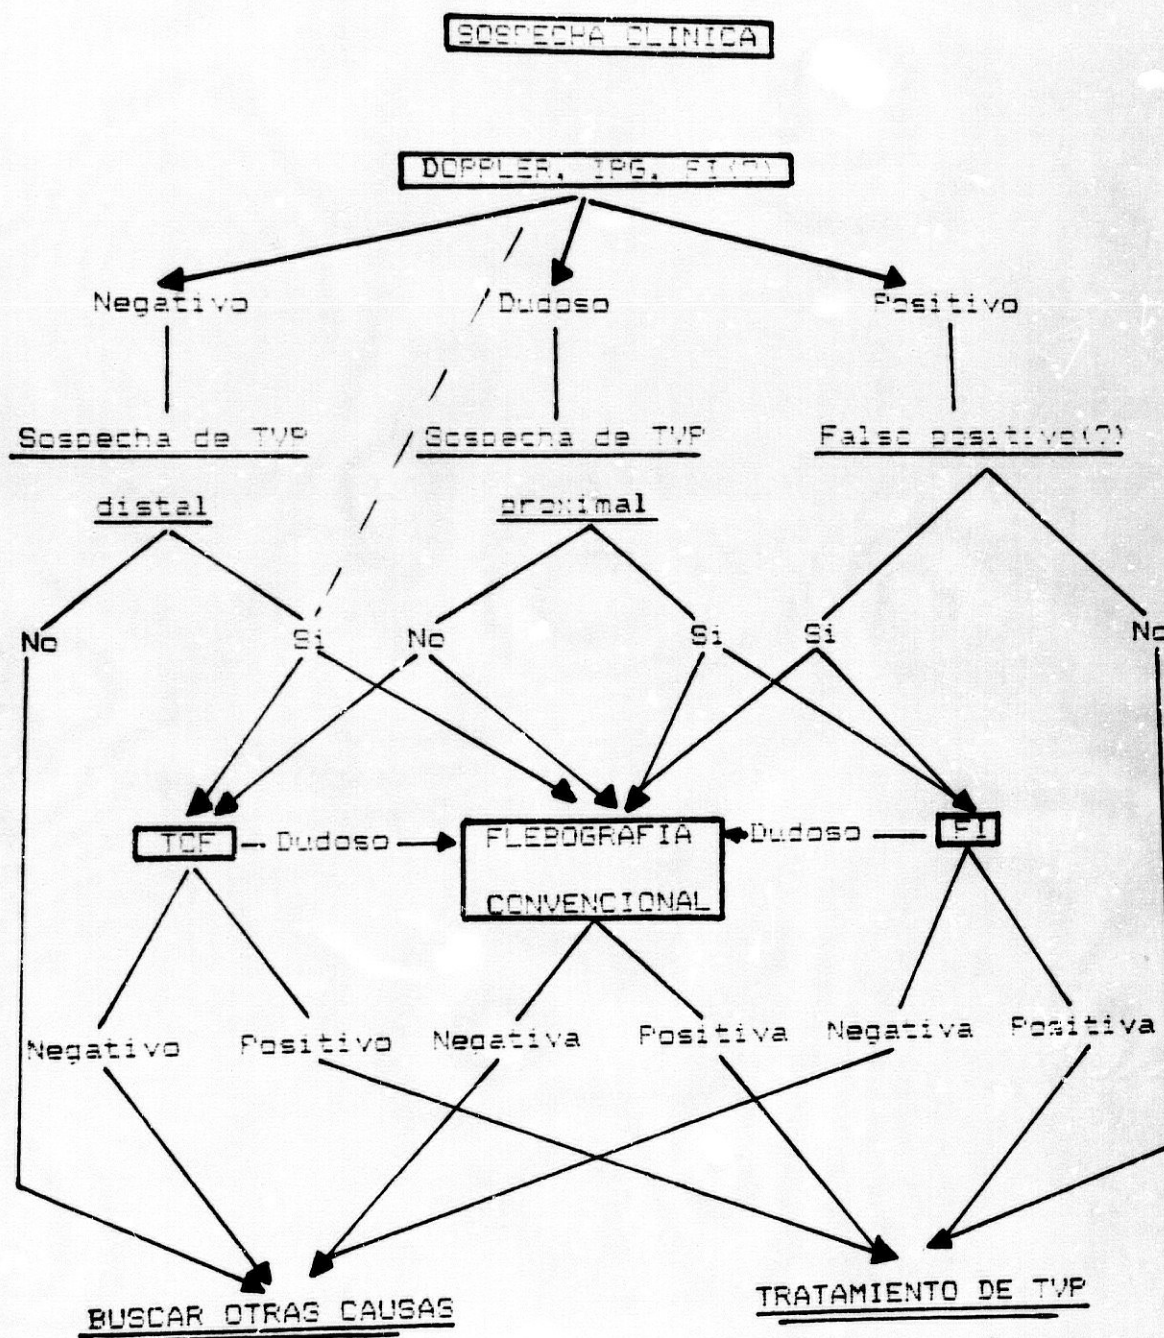 SOSPECHA CLINICA
DOPPLER, IPG, FI(?)
Negativo Dudoso Positivo
Sospecha de TVP Sospecha de TVP Falso positivo(?)
distal proximal
No Si No Si Si No
TCF Dudoso FLEBOGRAFIA Dudoso FI
CONVENCIONAL
Negativo Positivo Negativa Positiva Negativa Positiva
BUSCAR OTRAS CAUSAS TRATAMIENTO DE TVP